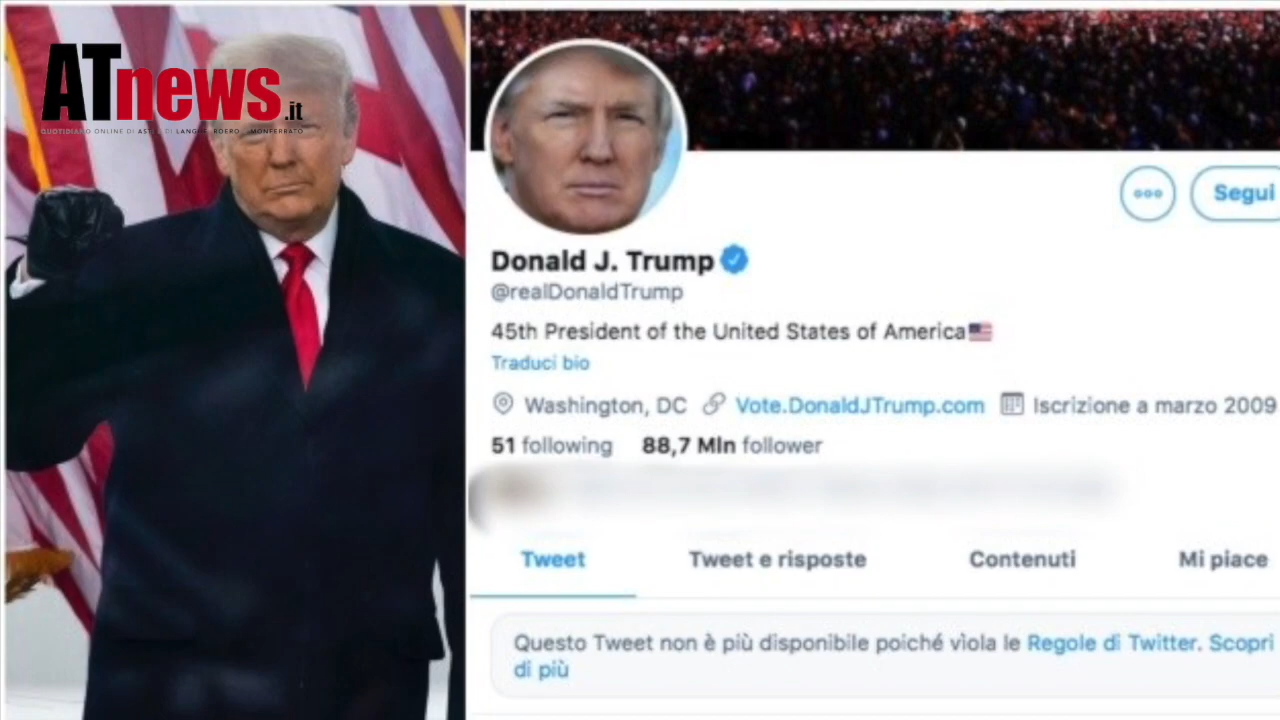 ATnews.it
QUOTIDIANO ONLINE DI ASTI, DI LANGHE, ROERO, MONFERRATO
Segui
Donald J. Trump
@realDonaldTrump
45th President of the United States of America
Traduci bio
Washington, DC Vote.DonaldJTrump.com Iscrizione a marzo 2009
51 following 88,7 Mln follower
Tweet Tweet e risposte Contenuti Mi piace
Questo Tweet non è più disponibile poiché viola le Regole di Twitter. Scopri
di più